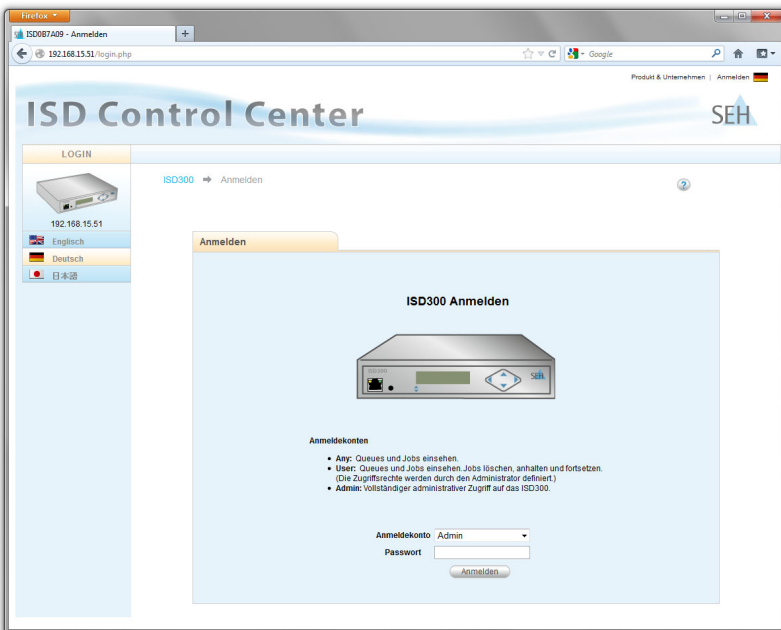 Firefox
ISD0B7A09 - Anmelden
192.168.15.51/login.php
Google
Produkt & Unternehmen | Anmelden
ISD Control Center
SEH
LOGIN
ISD300 ➡ Anmelden
?
192.168.15.51
Englisch
Deutsch
日本語
Anmelden
ISD300 Anmelden
ISD300
SEH
Anmeldekonten
• Any: Queues und Jobs einsehen.
• User: Queues und Jobs einsehen.Jobs löschen, anhalten und fortsetzen.
(Die Zugriffsrechte werden durch den Administrator definiert.)
• Admin: Vollständiger administrativer Zugriff auf das ISD300.
Anmeldekonto Admin
Passwort
Anmelden